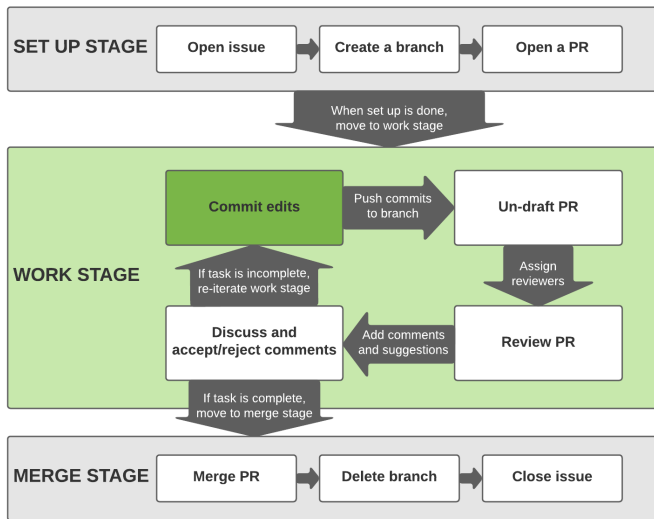 SET UP STAGE
Open issue
Create a branch
Open a PR
When set up is done,
move to work stage
WORK STAGE
Commit edits
Push commits
to branch
Un-draft PR
Assign
reviewers
Review PR
Add comments
and suggestions
Discuss and
accept/reject comments
If task is incomplete,
re-iterate work stage
If task is complete,
move to merge stage
MERGE STAGE
Merge PR
Delete branch
Close issue